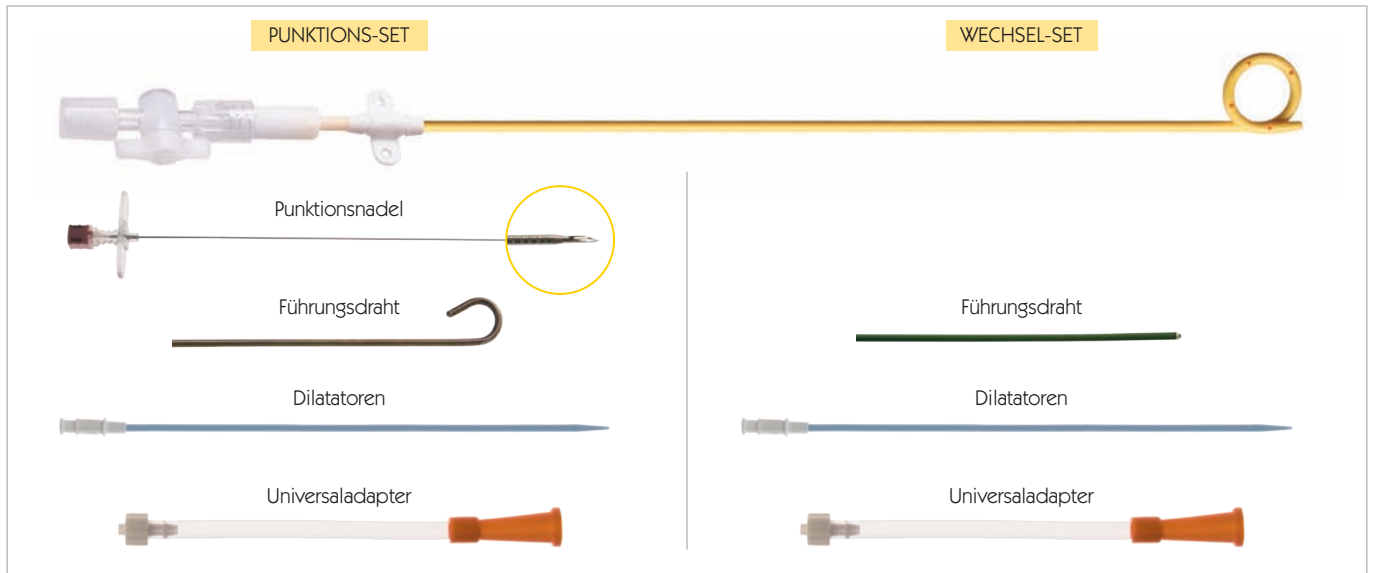 PUNKTIONS-SET
WECHSEL-SET
Punktionsnadel
Führungsdraht
Führungsdraht
Dilatatoren
Dilatatoren
Universaladapter
Universaladapter